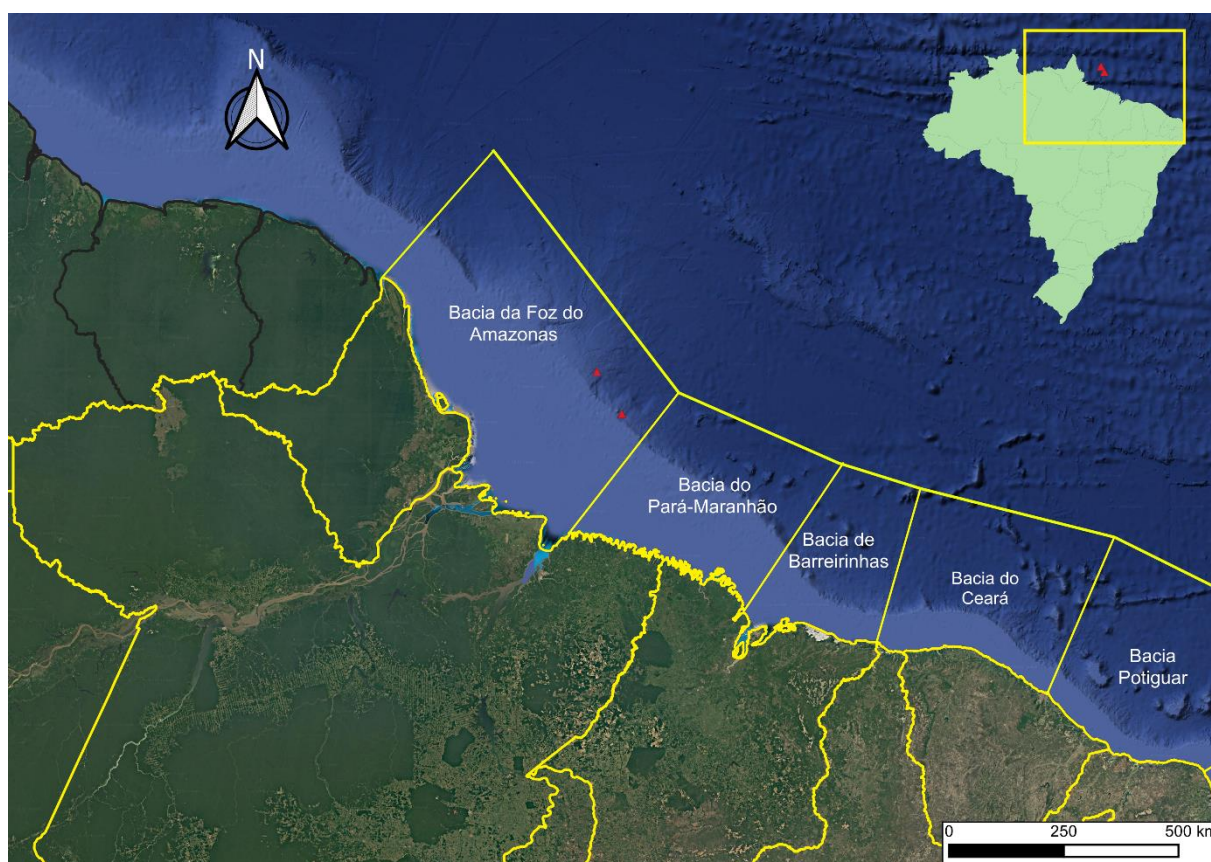 N
Bacia da Foz do
Amazonas
Bacia do
Pará-Maranhão
Bacia de
Barreirinhas
Bacia do
Ceará
Bacia
Potiguar
0 250 500 km